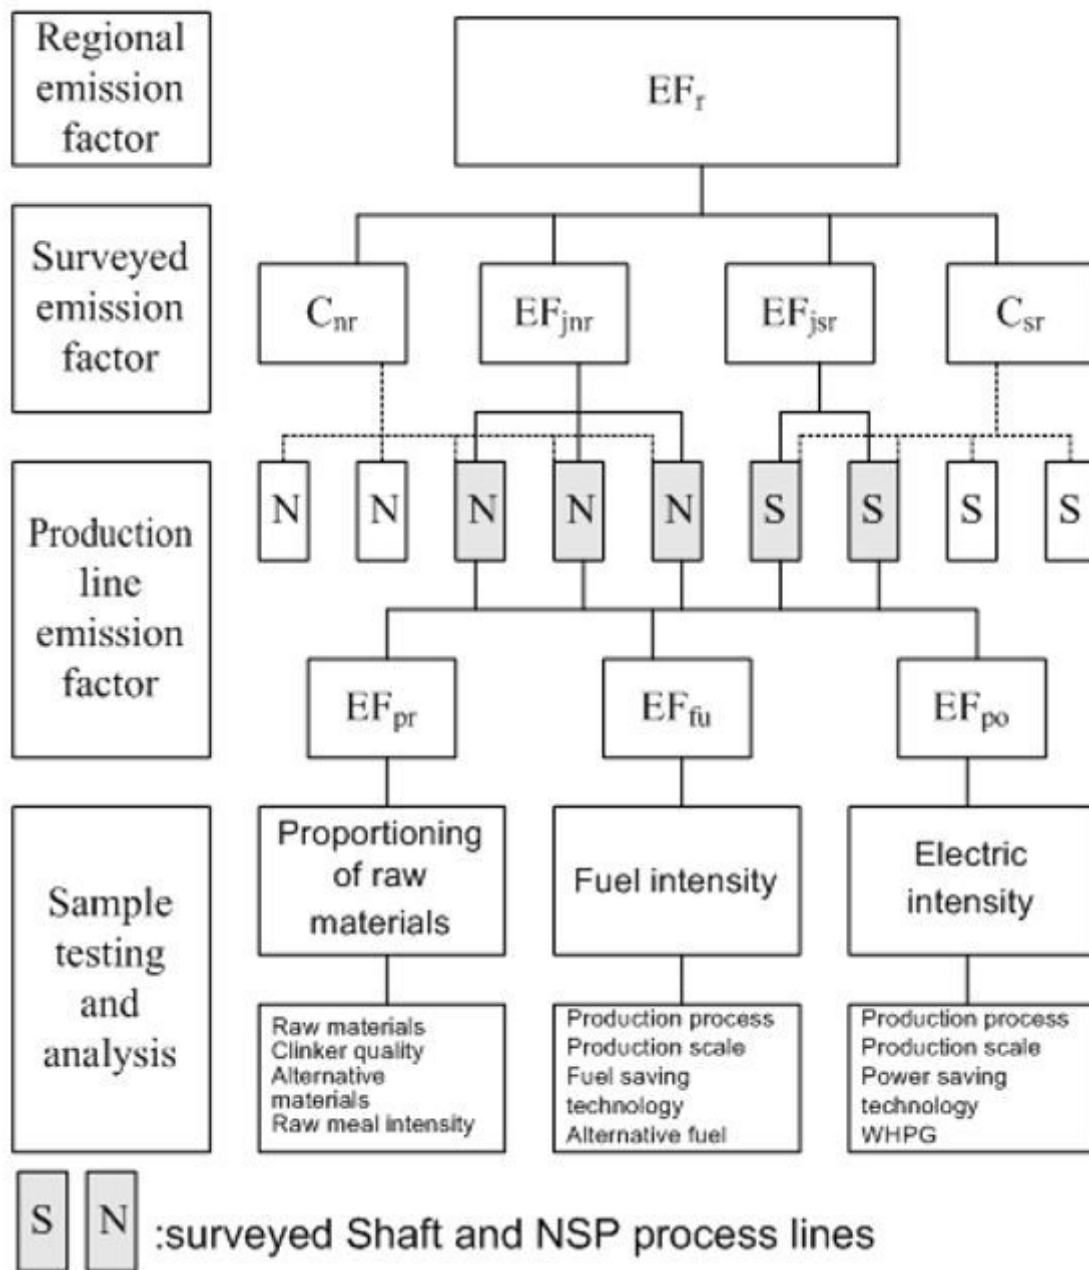 Regional
emission
factor
EFr
Surveyed
emission
factor
Cnr
EFjnr
EFjsr
Csr
Production
line
emission
factor
N
N
N
N
N
S
S
S
S
EFpr
EFfu
EFpo
Sample
testing
and
analysis
Proportioning
of raw
materials
Fuel intensity
Electric
intensity
Raw materials
Clinker quality
Alternative
materials
Raw meal intensity
Production process
Production scale
Fuel saving
technology
Alternative fuel
Production process
Production scale
Power saving
technology
WHPG
S N :surveyed Shaft and NSP process lines